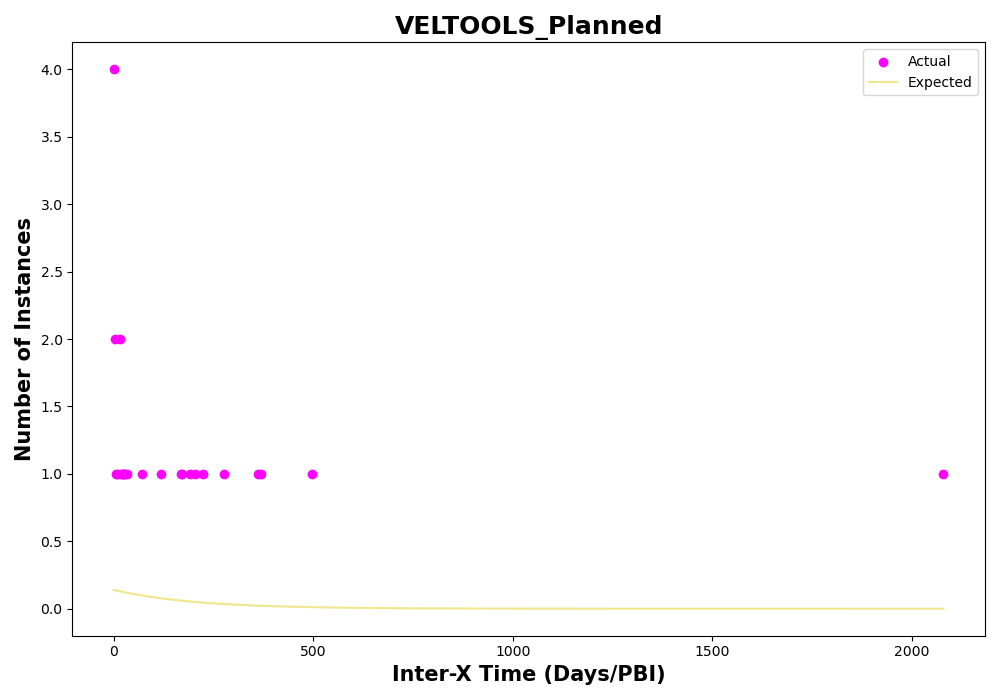 VELTOOLS_Planned
Actual
Expected
4.0
3.5
3.0
2.5
2.0
1.5
1.0
0.5
0.0
Number of Instances
0
500
1000
1500
2000
Inter-X Time (Days/PBI)